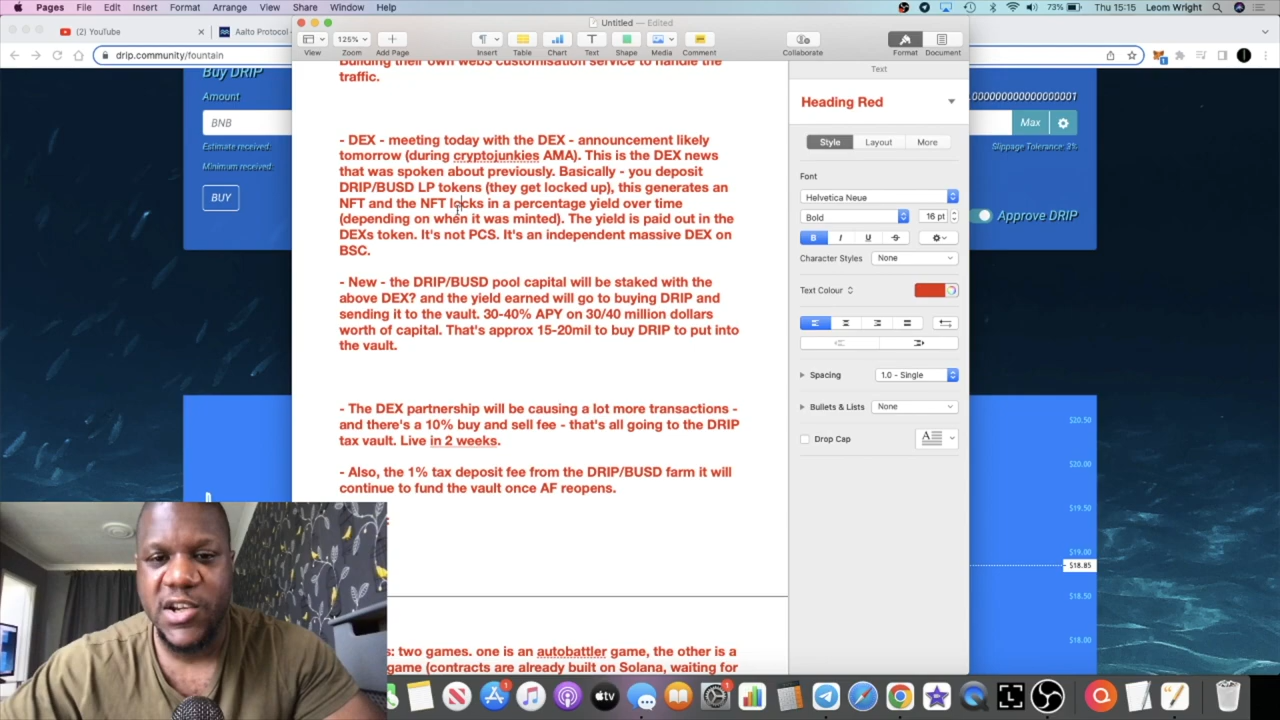 Pages File Edit Insert Format Arrange View Window Share Help 73% Thu 15:15 Leom Wright
(2) YouTube Aalto Protocol -
Untitled — Edited
125%
View Zoom Add Page Insert Table Chart Text Shape Media Comment Collaborate Format Document
drip.community/fountain
Buy DRIP
Amount
BNB
Estimate received:
Minimum received:
BUY
Building their own web3 customisation service to handle the
traffic.
- DEX - meeting today with the DEX - announcement likely
tomorrow (during cryptojunkies AMA). This is the DEX news
that was spoken about previously. Basically - you deposit
DRIP/BUSD LP tokens (they get locked up), this generates an
NFT and the NFT locks in a percentage yield over time
(depending on when it was minted). The yield is paid out in the
DEXs token. It's not PCS. It's an independent massive DEX on
BSC.
- New - the DRIP/BUSD pool capital will be staked with the
above DEX? and the yield earned will go to buying DRIP and
sending it to the vault. 30-40% APY on 30/40 million dollars
worth of capital. That's approx 15-20mil to buy DRIP to put into
the vault.
- The DEX partnership will be causing a lot more transactions -
and there's a 10% buy and sell fee - that's all going to the DRIP
tax vault. Live in 2 weeks.
- Also, the 1% tax deposit fee from the DRIP/BUSD farm it will
continue to fund the vault once AF reopens.
s: two games. one is an autobattler game, the other is a
game (contracts are already built on Solana, waiting for
Text
Heading Red
Style Layout More
Font
Helvetica Neue
Bold 16 pt
B I U S
Character Styles None
Text Colour
Spacing 1.0 - Single
Bullets & Lists None
Drop Cap
Max
Slippage Tolerance: 3%
Approve DRIP
$20.50
$20.00
$19.50
$19.00
$18.85
$18.50
$18.00